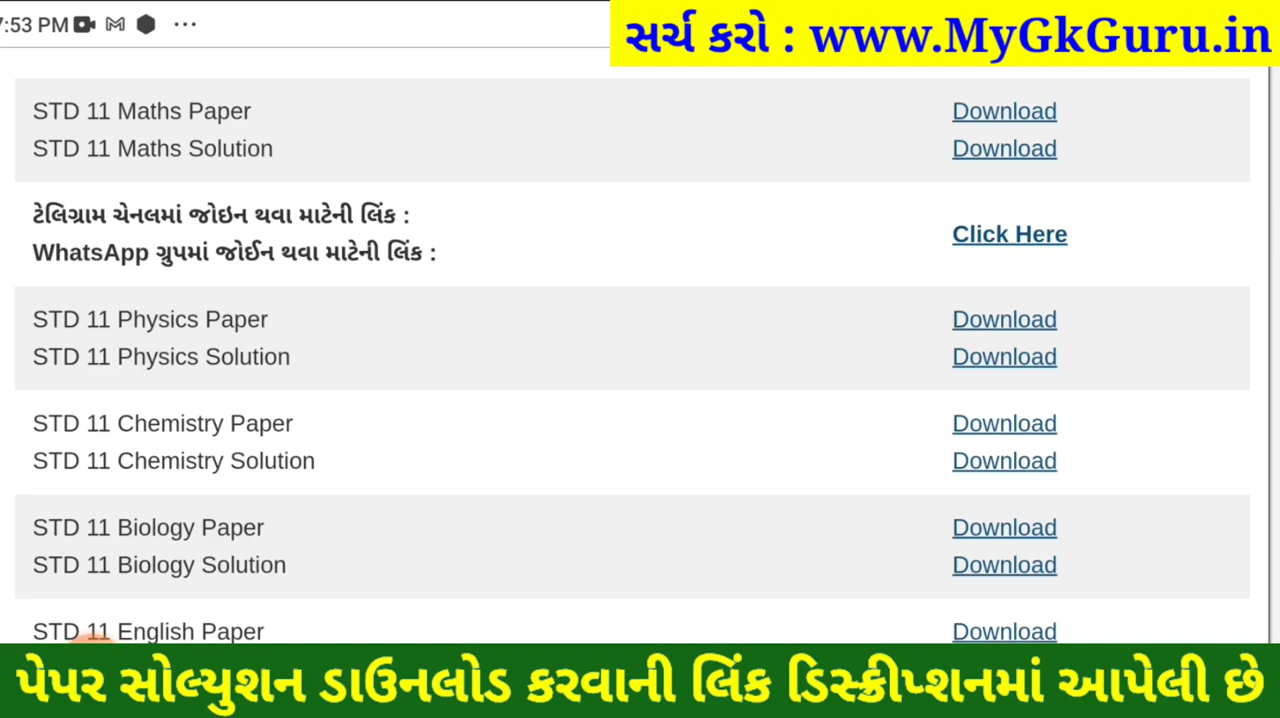 7:53 PM
સર્ચ કરો : www.MyGkGuru.in
STD 11 Maths Paper Download
STD 11 Maths Solution Download
ટેલિગ્રામ ચેનલમાં જોઇન થવા માટેની લિંક :
WhatsApp ગ્રુપમાં જોઈન થવા માટેની લિંક :
Click Here
STD 11 Physics Paper Download
STD 11 Physics Solution Download
STD 11 Chemistry Paper Download
STD 11 Chemistry Solution Download
STD 11 Biology Paper Download
STD 11 Biology Solution Download
STD 11 English Paper Download
પેપર સોલ્યુશન ડાઉનલોડ કરવાની લિંક ડિસ્ક્રીપ્શનમાં આપેલી છે